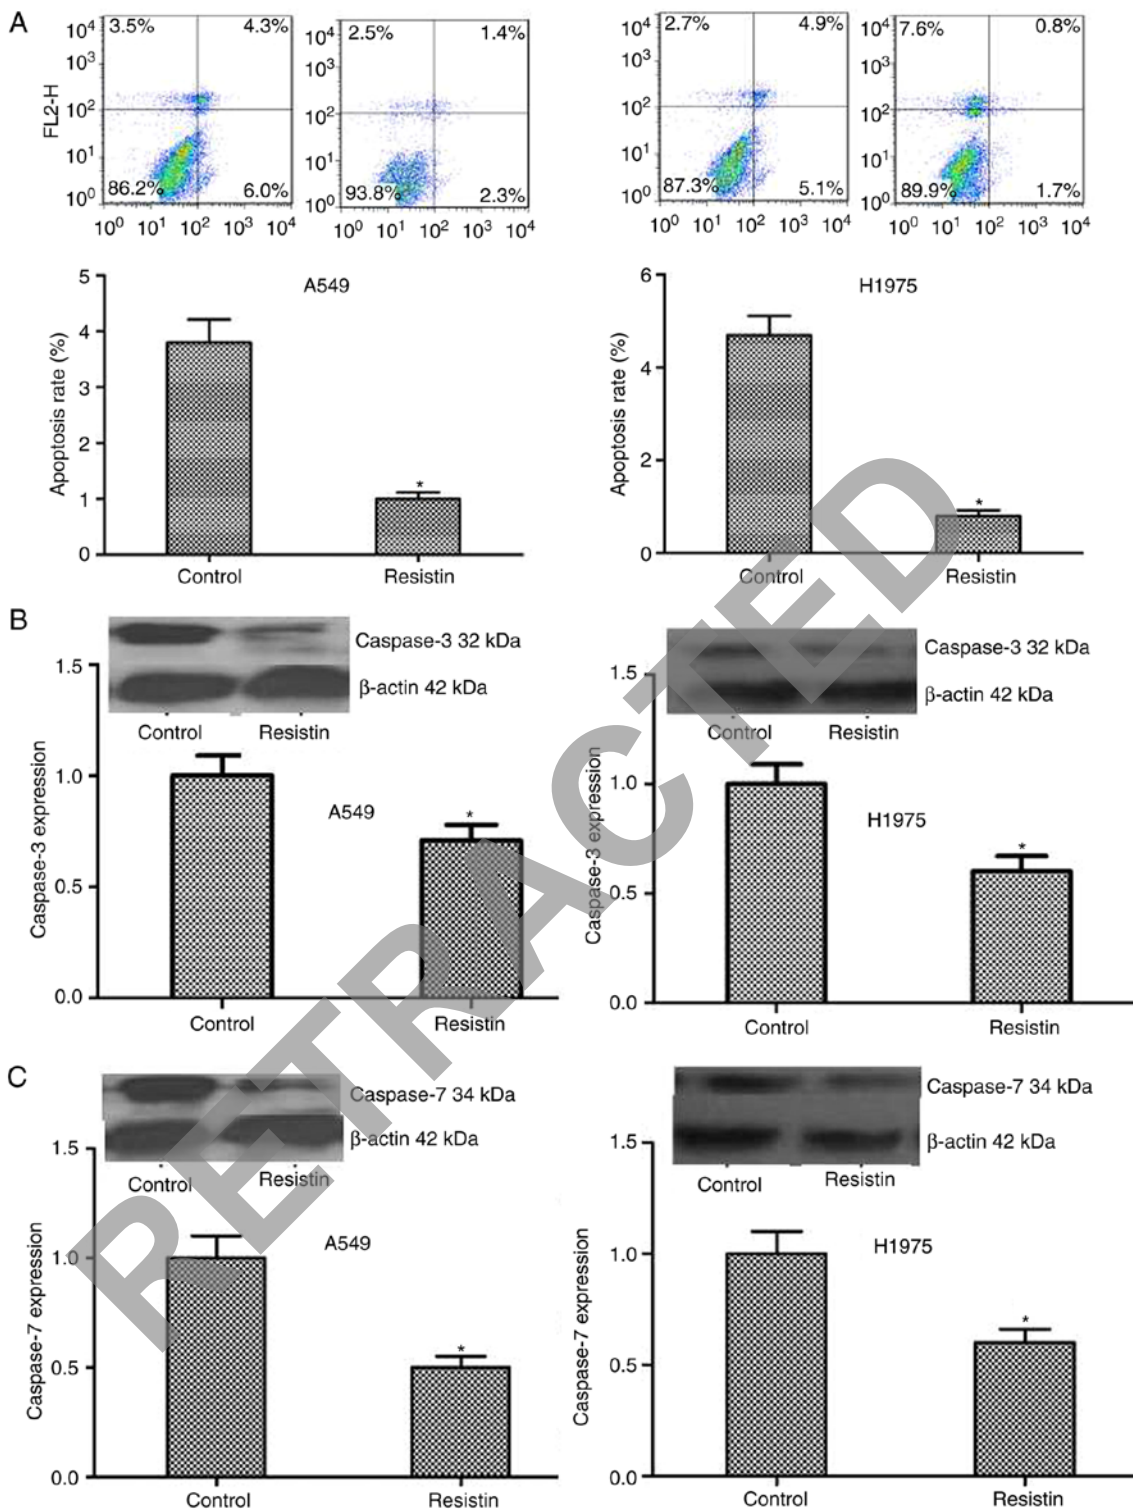 A
3.5% 4.3%
2.5% 1.4%
2.7% 4.9%
7.6% 0.8%
86.2% 6.0%
93.8% 2.3%
87.3% 5.1%
89.9% 1.7%
FL2-H
10⁴ 10⁴ 10⁴ 10⁴
10³ 10³ 10³ 10³
10² 10² 10² 10²
10¹ 10¹ 10¹ 10¹
10⁰ 10⁰ 10⁰ 10⁰
10⁰ 10¹ 10² 10³ 10⁴
10⁰ 10¹ 10² 10³ 10⁴
10⁰ 10¹ 10² 10³ 10⁴
10⁰ 10¹ 10² 10³ 10⁴
A549
Apoptosis rate (%)
5
4
3
2
1
0
*
Control Resistin
H1975
Apoptosis rate (%)
6
4
2
0
*
Control Resistin
B
Caspase-3 32 kDa
β-actin 42 kDa
Control Resistin
Caspase-3 expression
1.5
1.0
0.5
0.0
A549
*
Control Resistin
Caspase-3 32 kDa
β-actin 42 kDa
Control Resistin
Caspase-3 expression
1.5
1.0
0.5
0.0
H1975
*
Control Resistin
C
Caspase-7 34 kDa
β-actin 42 kDa
Control Resistin
Caspase-7 expression
1.5
1.0
0.5
0.0
A549
*
Control Resistin
Caspase-7 34 kDa
β-actin 42 kDa
Control Resistin
Caspase-7 expression
1.5
1.0
0.5
0.0
H1975
*
Control Resistin
RETRACTED